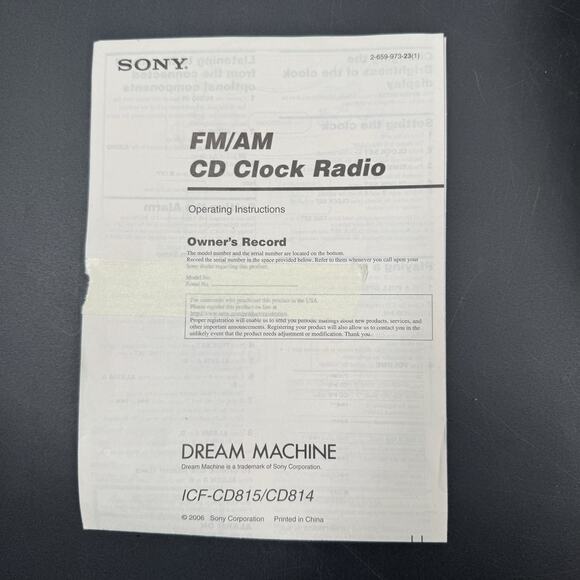 SONY
2-659-973-23(1)
FM/AM
CD Clock Radio
Operating Instructions
Owner's Record
The model number and the serial number are located on the bottom.
Record the serial number in the space provided below. Refer to them whenever you call upon your
Sony dealer regarding this product.
Model No.
Serial No.
For customers who purchased this product in the USA
Please register this product on line at
Proper registration will enable us to send you periodic mailings about new products, services, and
other important announcements. Registering your product will also allow us to contact you in the
unlikely event that the product needs adjustment or modification. Thank you.
DREAM MACHINE
Dream Machine is a trademark of Sony Corporation.
ICF-CD815/CD814
© 2006 Sony Corporation Printed in China